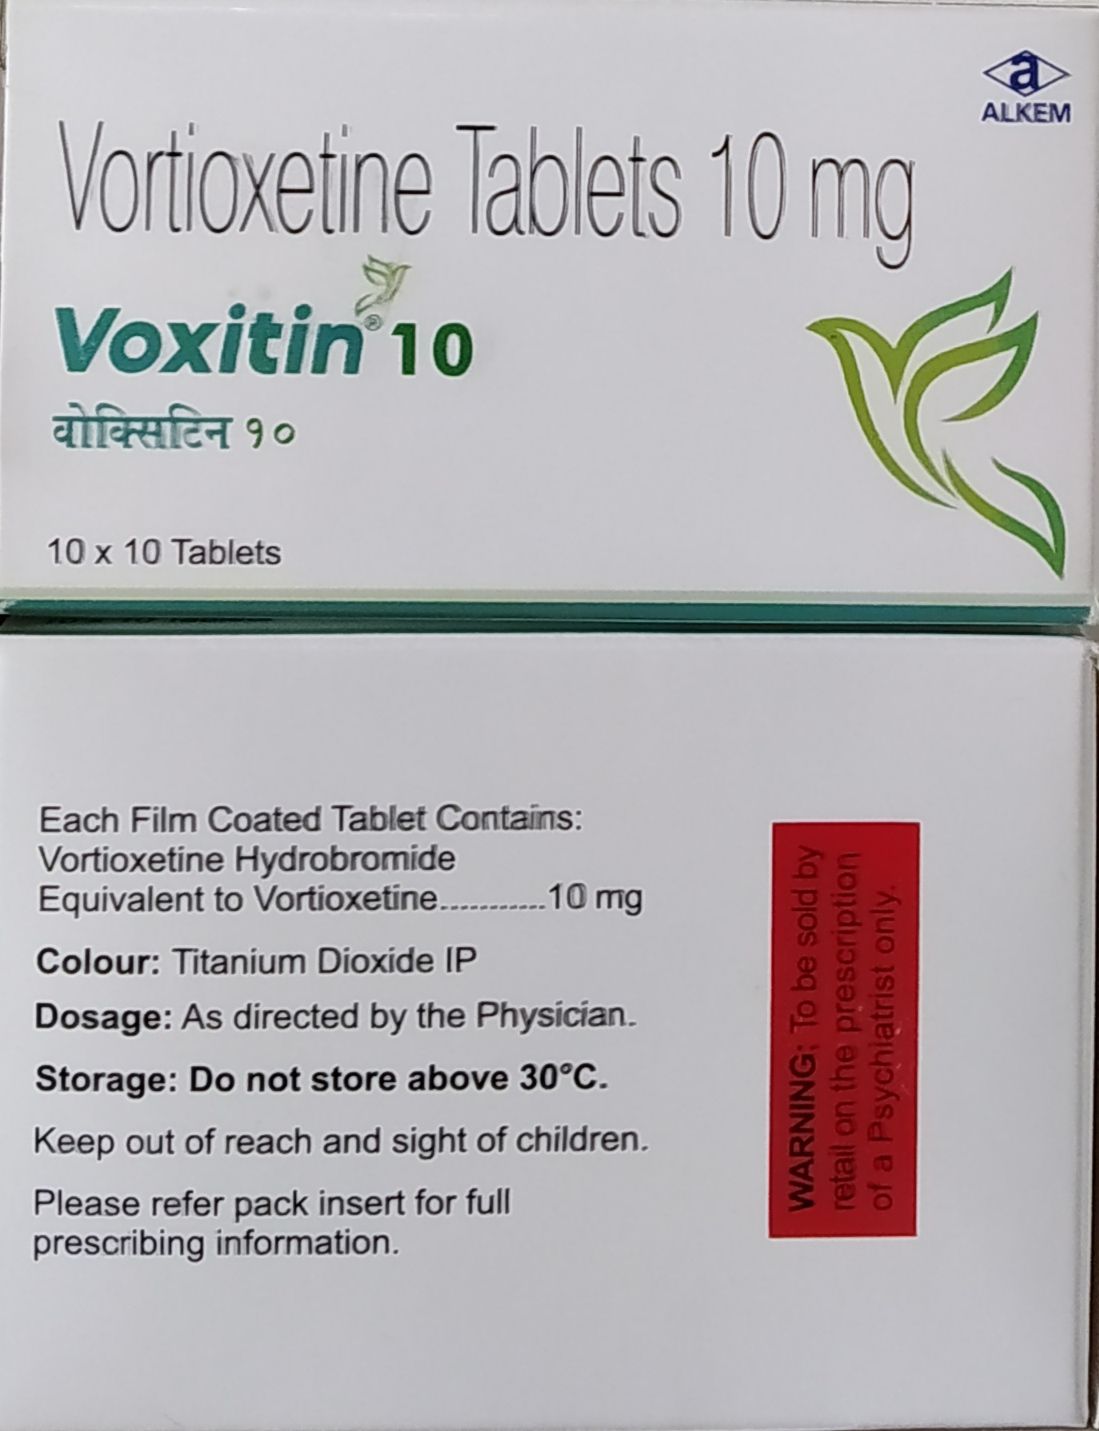 a
ALKEM
Vortioxetine Tablets 10 mg
Voxitin® 10
वोक्सिटिन १०
10 x 10 Tablets
Each Film Coated Tablet Contains:
Vortioxetine Hydrobromide
Equivalent to Vortioxetine...........10 mg
Colour: Titanium Dioxide IP
Dosage: As directed by the Physician.
Storage: Do not store above 30°C.
Keep out of reach and sight of children.
Please refer pack insert for full
prescribing information.
WARNING: To be sold by
retail on the prescription
of a Psychiatrist only.